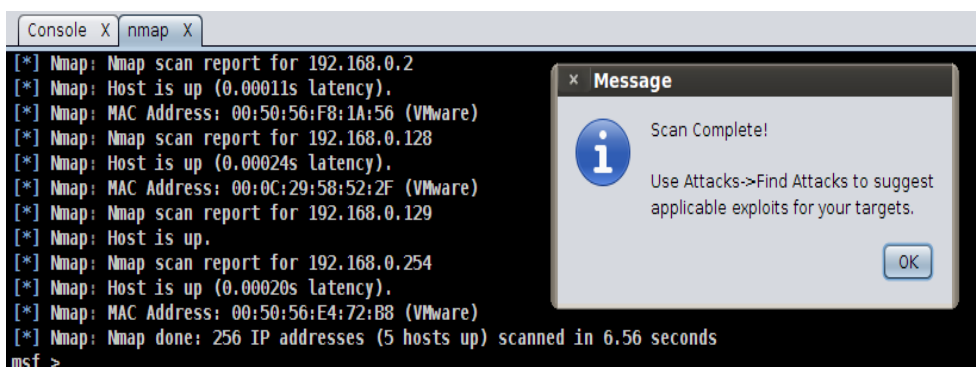 Console X nmap X
[*] Nmap: Nmap scan report for 192.168.0.2
[*] Nmap: Host is up (0.00011s latency).
[*] Nmap: MAC Address: 00:50:56:F8:1A:56 (VMware)
[*] Nmap: Nmap scan report for 192.168.0.128
[*] Nmap: Host is up (0.00024s latency).
[*] Nmap: MAC Address: 00:0C:29:58:52:2F (VMware)
[*] Nmap: Nmap scan report for 192.168.0.129
[*] Nmap: Host is up.
[*] Nmap: Nmap scan report for 192.168.0.254
[*] Nmap: Host is up (0.00020s latency).
[*] Nmap: MAC Address: 00:50:56:E4:72:B8 (VMware)
[*] Nmap: Nmap done: 256 IP addresses (5 hosts up) scanned in 6.56 seconds
msf >
× Message
Scan Complete!
Use Attacks->Find Attacks to suggest
applicable exploits for your targets.
OK